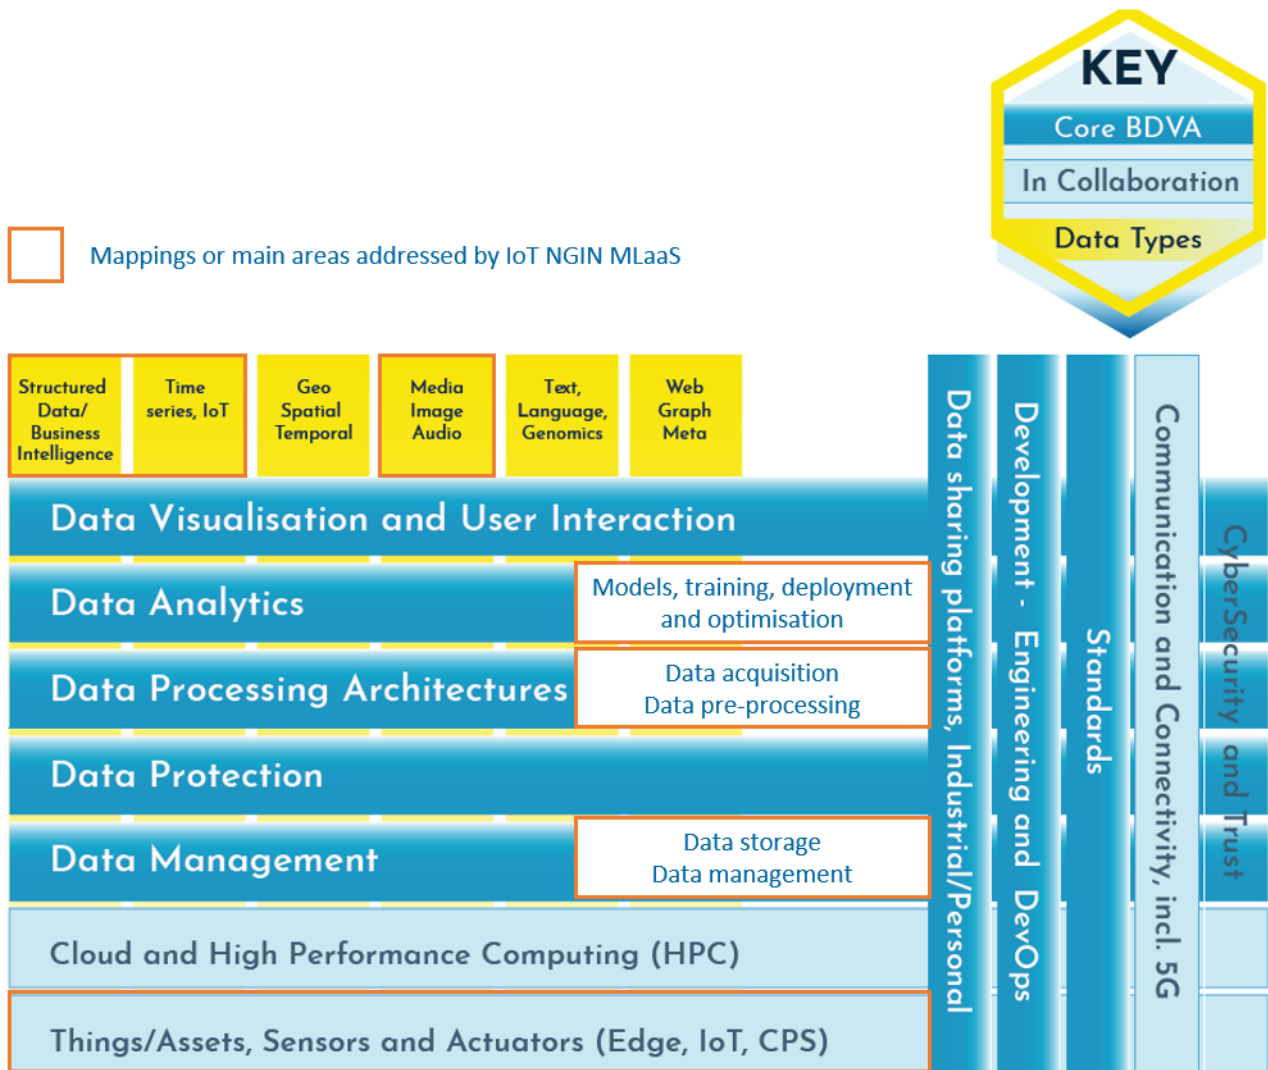 KEY
Core BDVA
In Collaboration
Data Types
Mappings or main areas addressed by IoT NGIN MLaaS
Structured
Data/
Business
Intelligence
Time
series, IoT
Geo
Spatial
Temporal
Media
Image
Audio
Text,
Language,
Genomics
Web
Graph
Meta
Data Visualisation and User Interaction
Data Analytics
Models, training, deployment
and optimisation
Data Processing Architectures
Data acquisition
Data pre-processing
Data Protection
Data Management
Data storage
Data management
Cloud and High Performance Computing (HPC)
Things/Assets, Sensors and Actuators (Edge, IoT, CPS)
Data sharing platforms, Industrial/Personal
Development - Engineering and DevOps
Standards
Communication and Connectivity, incl. 5G
CyberSecurity and Trust